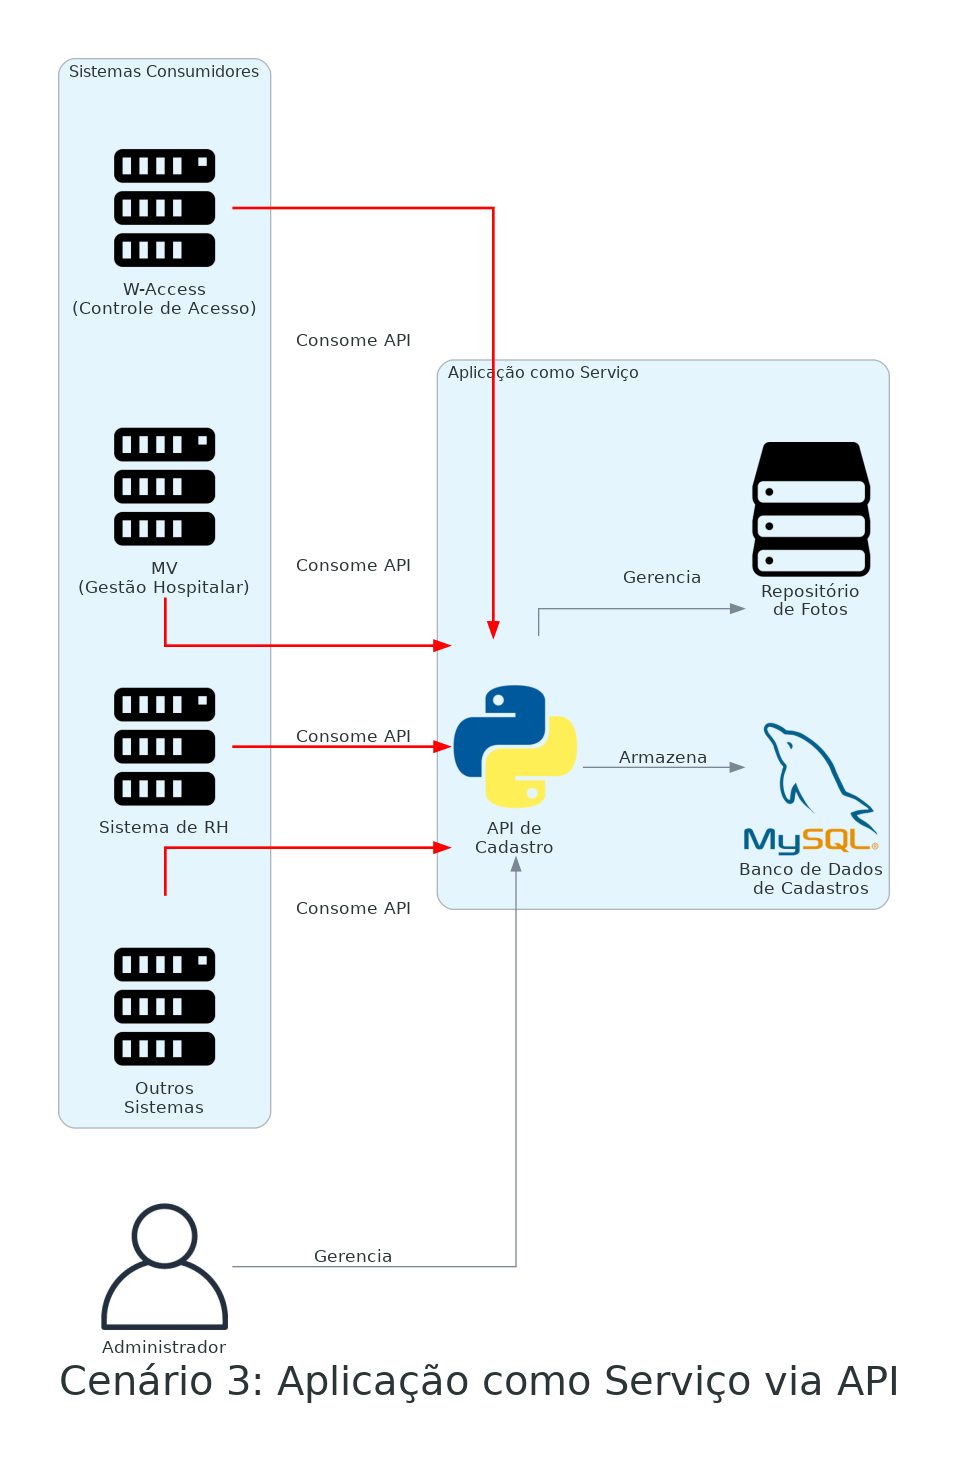 Sistemas Consumidores
W-Access
(Controle de Acesso)
Consome API
Aplicação como Serviço
MV
(Gestão Hospitalar)
Consome API
Gerencia
Repositório
de Fotos
Consome API
Sistema de RH
Armazena
API de
Cadastro
MySQL®
Banco de Dados
de Cadastros
Consome API
Outros
Sistemas
Gerencia
Administrador
Cenário 3: Aplicação como Serviço via API